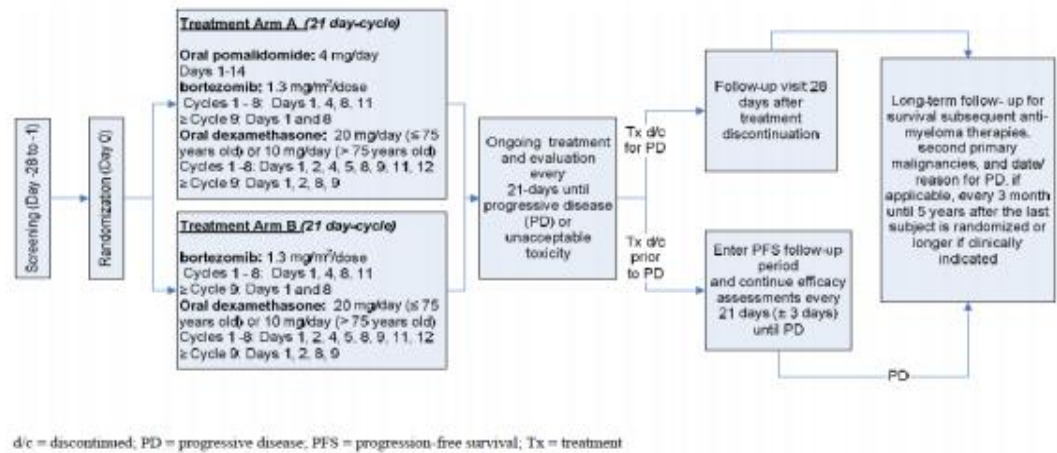 Screening (Day -28 to -1)
Randomization (Day 0)
Treatment Arm A (21 day-cycle)
Oral pomalidomide: 4 mg/day
Days 1-14
bortezomib: 1.3 mg/m²/dose
Cycles 1 - 8: Days 1, 4, 8, 11
≥ Cycle 9: Days 1 and 8
Oral dexamethasone: 20 mg/day (≤ 75
years old) or 10 mg/day (> 75 years old)
Cycles 1 -8: Days 1, 2, 4, 5, 8, 9, 11, 12
≥ Cycle 9: Days 1, 2, 8, 9
Treatment Arm B (21 day-cycle)
bortezomib: 1.3 mg/m²/dose
Cycles 1 - 8: Days 1, 4, 8, 11
≥ Cycle 9: Days 1 and 8
Oral dexamethasone: 20 mg/day (≤ 75
years old) or 10 mg/day (> 75 years old)
Cycles 1 -8: Days 1, 2, 4, 5, 8, 9, 11, 12
≥ Cycle 9: Days 1, 2, 8, 9
Ongoing treatment
and evaluation
every
21-days until
progressive disease
(PD) or
unacceptable
toxicity
Tx d/c
for PD
Tx d/c
prior
to PD
Follow-up visit 28
days after
treatment
discontinuation
Enter PFS follow-up
period
and continue efficacy
assessments every
21 days (± 3 days)
until PD
PD
Long-term follow- up for
survival subsequent anti-
myeloma therapies,
second primary
malignancies, and date/
reason for PD, if
applicable, every 3 month
until 5 years after the last
subject is randomized or
longer if clinically
indicated
d/c = discontinued; PD = progressive disease; PFS = progression-free survival; Tx = treatment